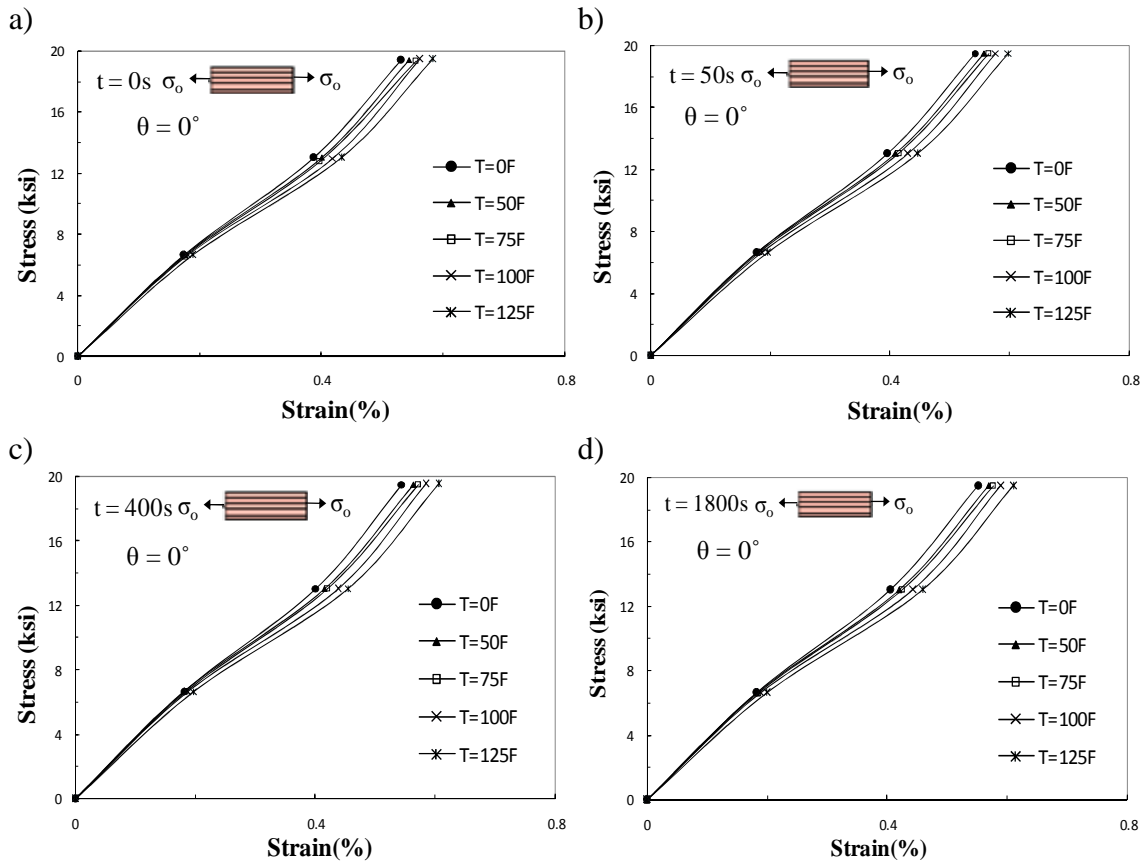 a)
20
16
12
8
4
0
Stress (ksi)
t = 0s σo σo
θ = 0°
T=0F
T=50F
T=75F
T=100F
T=125F
0 0.4 0.8
Strain(%)
b)
20
16
12
8
4
0
Stress (ksi)
t = 50s σo σo
θ = 0°
T=0F
T=50F
T=75F
T=100F
T=125F
0 0.4 0.8
Strain(%)
c)
20
16
12
8
4
0
Stress (ksi)
t = 400s σo σo
θ = 0°
T=0F
T=50F
T=75F
T=100F
T=125F
0 0.4 0.8
Strain(%)
d)
20
16
12
8
4
0
Stress (ksi)
t = 1800s σo σo
θ = 0°
T=0F
T=50F
T=75F
T=100F
T=125F
0 0.4 0.8
Strain(%)